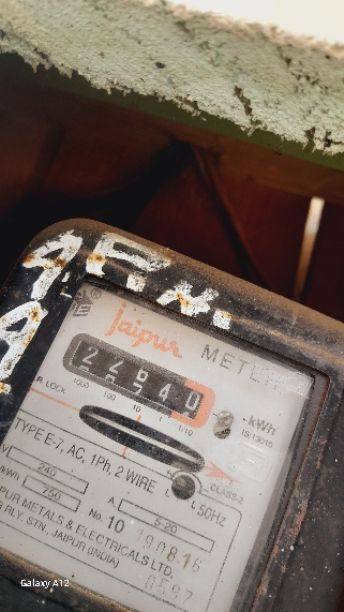 Jaipur METER
22940
R. LOCK 1000 100 10 1 1/10
kWh
IS:13010
TYPE E-7, AC, 1Ph, 2 WIRE
CLASS-2
V 240 A 5-20 50Hz
kWh 750 No. 10 190816
PUR METALS & ELECTRICALS LTD. 0597
R RLY. STN., JAIPUR (INDIA)
Galaxy A12